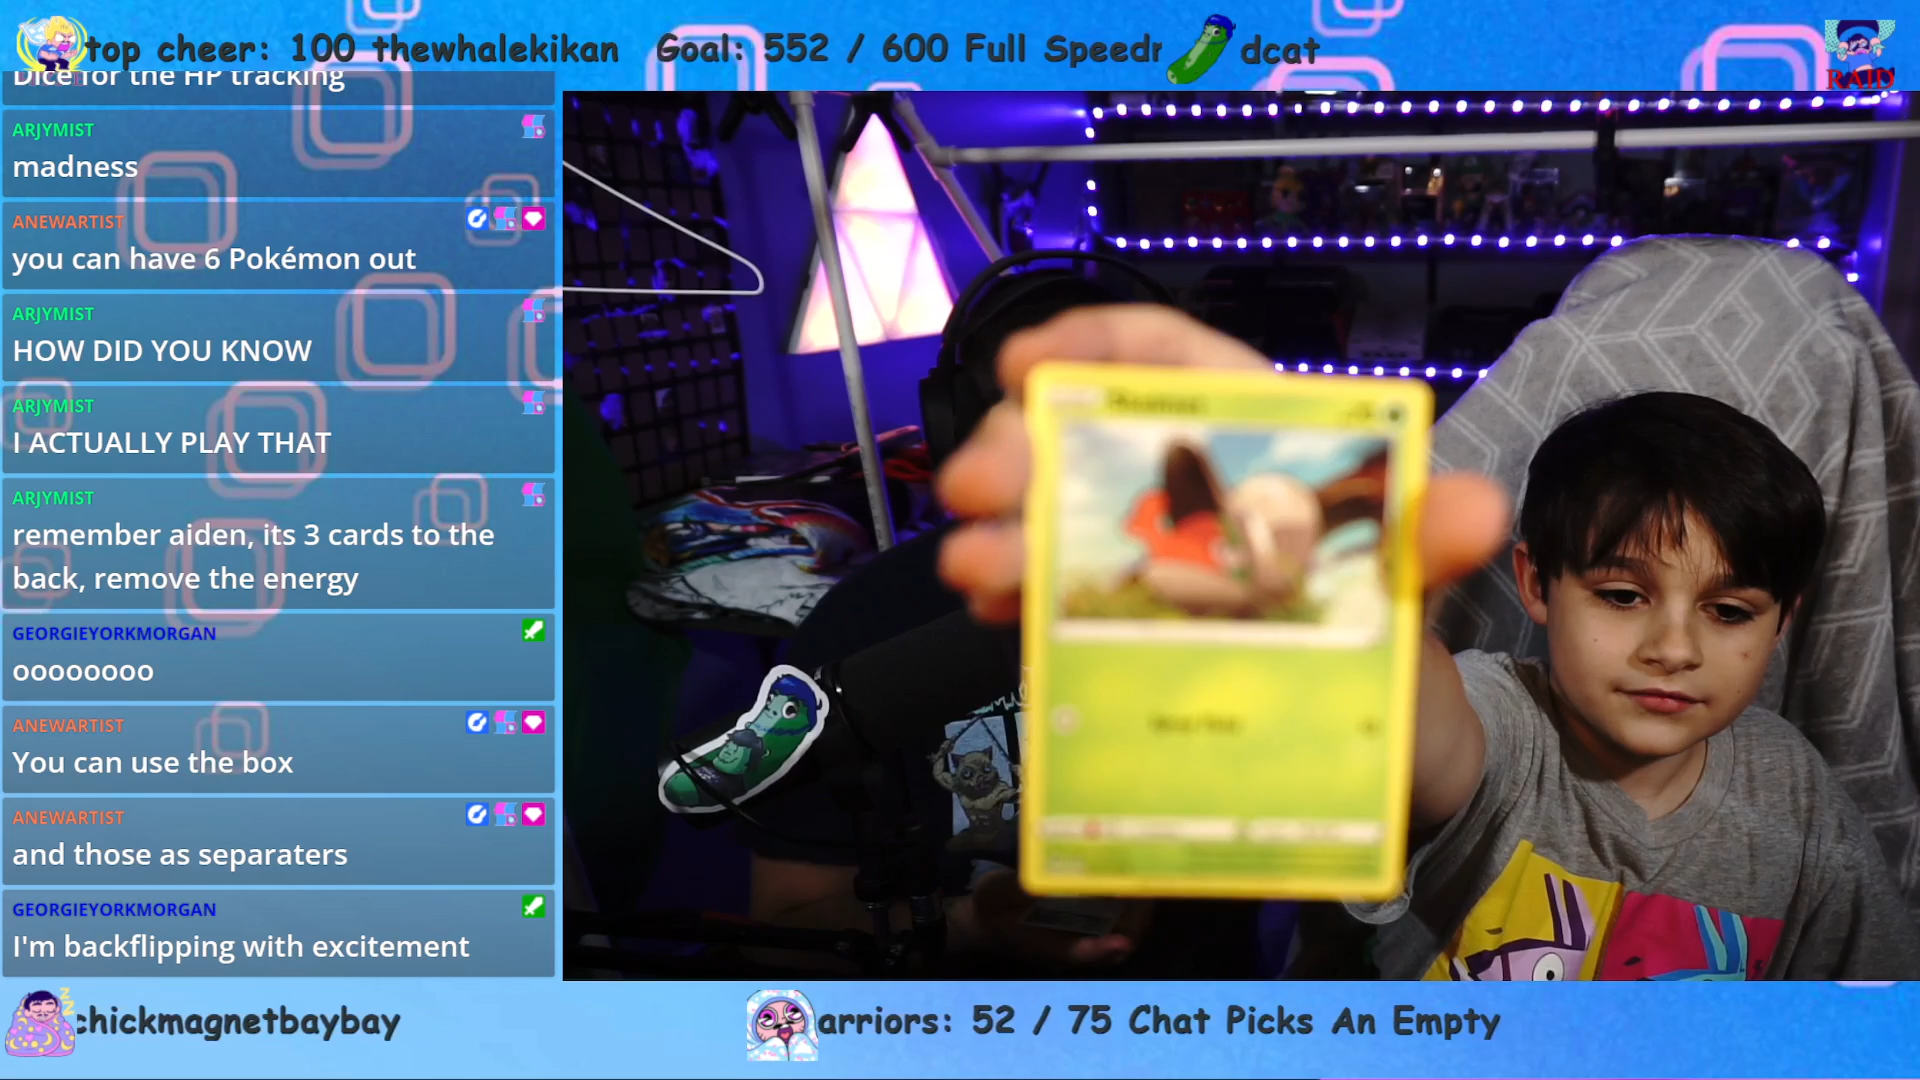 top cheer: 100 thewhalekikan Goal: 552 / 600 Full Speedr dcat
RAID
Dice for the HP tracking
ARJYMIST
madness
ANEWARTIST
you can have 6 Pokémon out
ARJYMIST
HOW DID YOU KNOW
ARJYMIST
I ACTUALLY PLAY THAT
ARJYMIST
remember aiden, its 3 cards to the
back, remove the energy
GEORGIEYORKMORGAN
oooooooo
ANEWARTIST
You can use the box
ANEWARTIST
and those as separaters
GEORGIEYORKMORGAN
I'm backflipping with excitement
chickmagnetbaybay
arriors: 52 / 75 Chat Picks An Empty